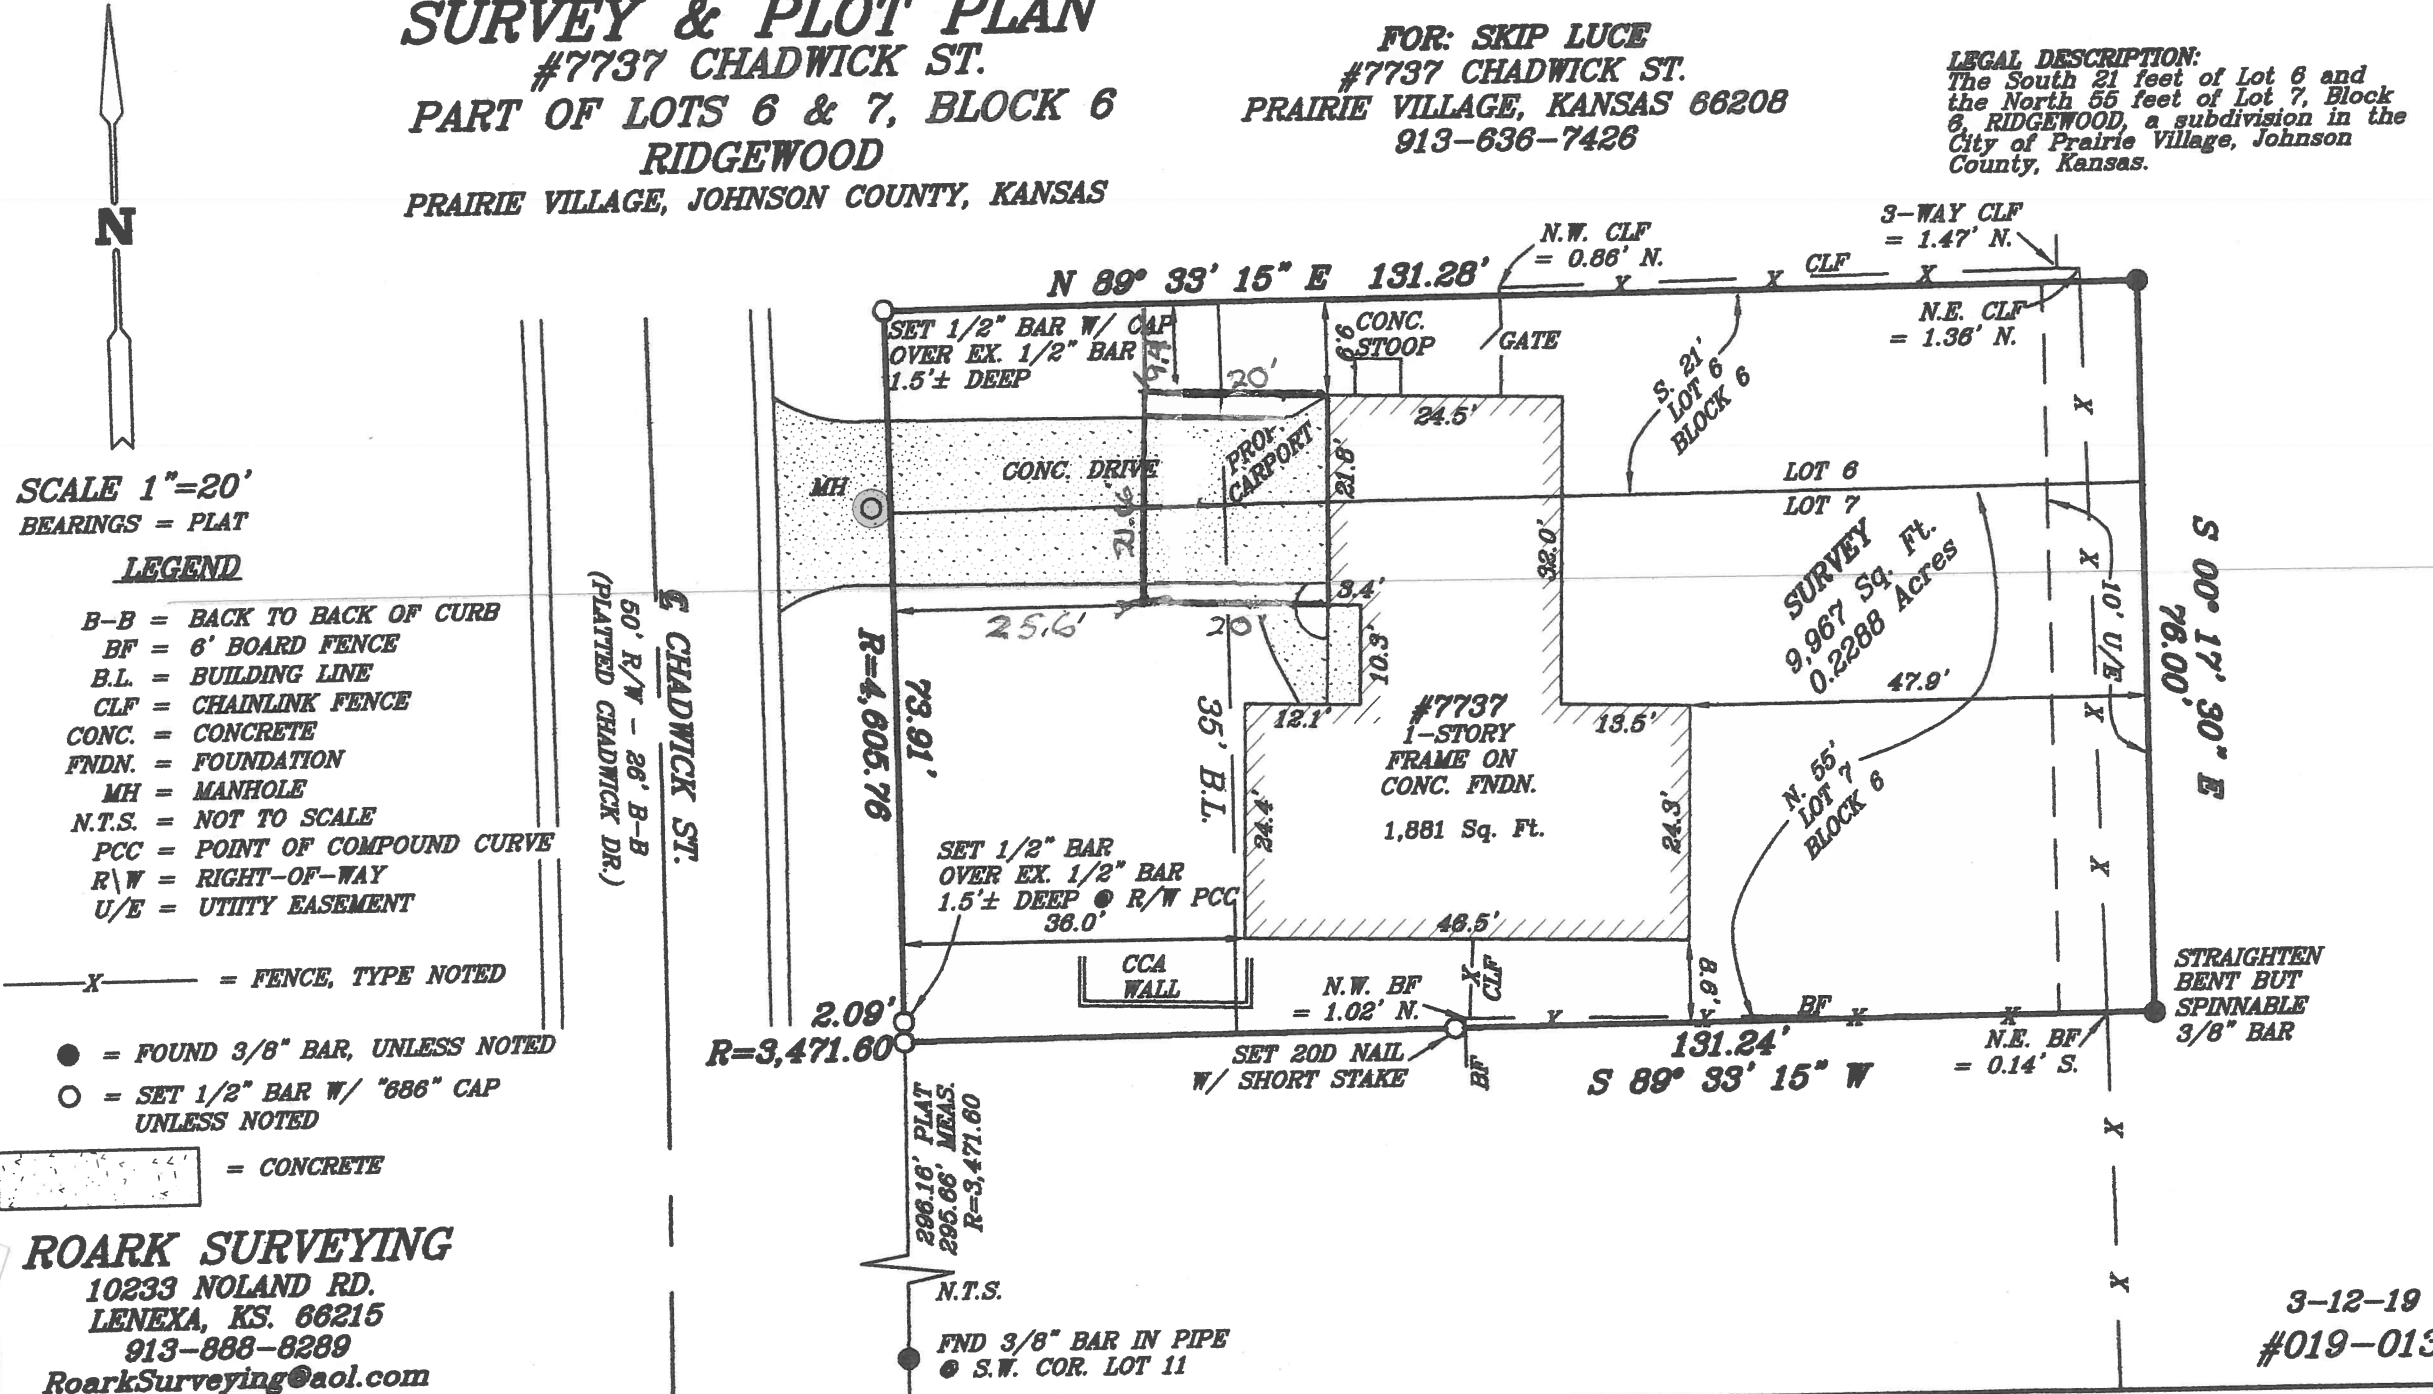 SURVEY & PLOT PLAN
#7737 CHADWICK ST.
PART OF LOTS 6 & 7, BLOCK 6
RIDGEWOOD
PRAIRIE VILLAGE, JOHNSON COUNTY, KANSAS
FOR: SKIP LUCE
#7737 CHADWICK ST.
PRAIRIE VILLAGE, KANSAS 66208
913-636-7426
LEGAL DESCRIPTION:
The South 21 feet of Lot 6 and
the North 55 feet of Lot 7, Block
6, RIDGEWOOD, a subdivision in the
City of Prairie Village, Johnson
County, Kansas.
N
SCALE 1"=20'
BEARINGS = PLAT
LEGEND
B-B = BACK TO BACK OF CURB
BF = 6' BOARD FENCE
B.L. = BUILDING LINE
CLF = CHAINLINK FENCE
CONC. = CONCRETE
FNDN. = FOUNDATION
MH = MANHOLE
N.T.S. = NOT TO SCALE
PCC = POINT OF COMPOUND CURVE
R\W = RIGHT-OF-WAY
U/E = UTIITY EASEMENT
X = FENCE, TYPE NOTED
= FOUND 3/8" BAR, UNLESS NOTED
= SET 1/2" BAR W/ "686" CAP
UNLESS NOTED
= CONCRETE
ROARK SURVEYING
10233 NOLAND RD.
LENEXA, KS. 66215
913-888-8289
RoarkSurveying@aol.com
℄ CHADWICK ST.
50' R/W - 26' B-B
(PLATTED CHADWICK DR.)
N 89° 33' 15" E 131.28'
N.W. CLF
= 0.86' N.
3-WAY CLF
= 1.47' N.
X
X
CLF
X
N.E. CLF
= 1.36' N.
SET 1/2" BAR W/ CAP
OVER EX. 1/2" BAR
1.5'± DEEP
9.9
CONC.
STOOP
GATE
20'
24.5'
S. 21'
LOT 6
BLOCK 6
X
MH
CONC. DRIVE
PROP.
CARPORT
21.8'
21.66'
LOT 6
LOT 7
32.0'
SURVEY
9,967 Sq. Ft.
0.2288 Acres
X
10' U/E
S 00° 17' 30" E
76.00'
3.4'
25.6'
20'
10.3'
47.9'
X
73.91'
R=4,605.76
35' B.L.
12.1'
#7737
1-STORY
FRAME ON
CONC. FNDN.
1,881 Sq. Ft.
13.5'
24.4'
24.3'
N. 55'
LOT 7
BLOCK 6
X
SET 1/2" BAR
OVER EX. 1/2" BAR
1.5'± DEEP @ R/W PCC
36.0'
46.5'
CCA
WALL
N.W. BF
= 1.02' N.
X
CLF
8.6'
2.09'
R=3,471.60
X
X
BF
X
X
SET 20D NAIL
W/ SHORT STAKE
BF
131.24'
S 89° 33' 15" W
N.E. BF
= 0.14' S.
STRAIGHTEN
BENT BUT
SPINNABLE
3/8" BAR
296.16' PLAT
295.66' MEAS.
R=3,471.60
X
X
N.T.S.
FND 3/8" BAR IN PIPE
@ S.W. COR. LOT 11
3-12-19
#019-013